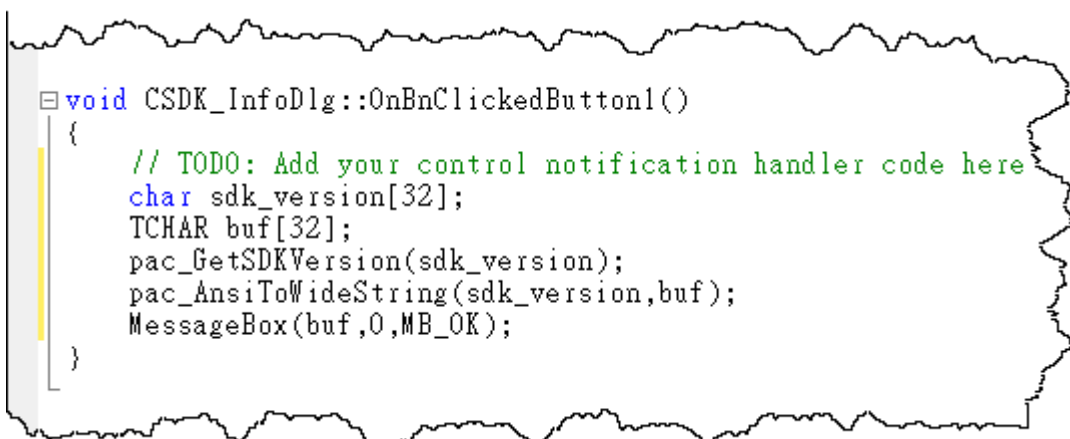 void CSDK_InfoDlg::OnBnClickedButton1()
{
// TODO: Add your control notification handler code here
char sdk_version[32];
TCHAR buf[32];
pac_GetSDKVersion(sdk_version);
pac_AnsiToWideString(sdk_version,buf);
MessageBox(buf,0,MB_OK);
}